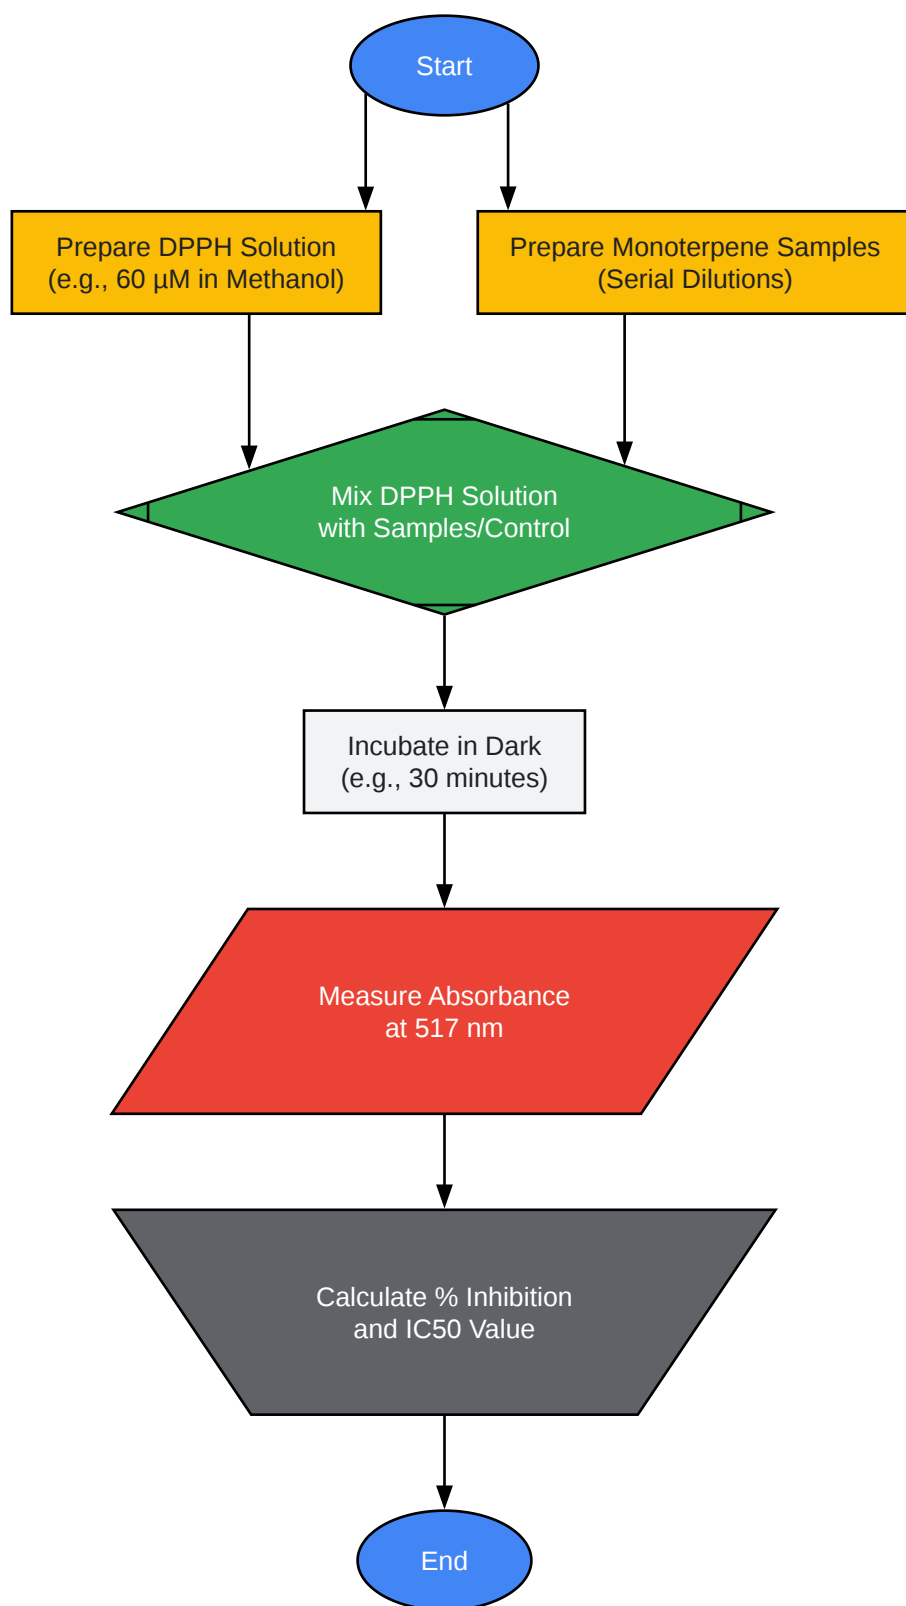 Start
Prepare DPPH Solution
(e.g., 60 µM in Methanol)
Prepare Monoterpene Samples
(Serial Dilutions)
Mix DPPH Solution
with Samples/Control
Incubate in Dark
(e.g., 30 minutes)
Measure Absorbance
at 517 nm
Calculate % Inhibition
and IC50 Value
End